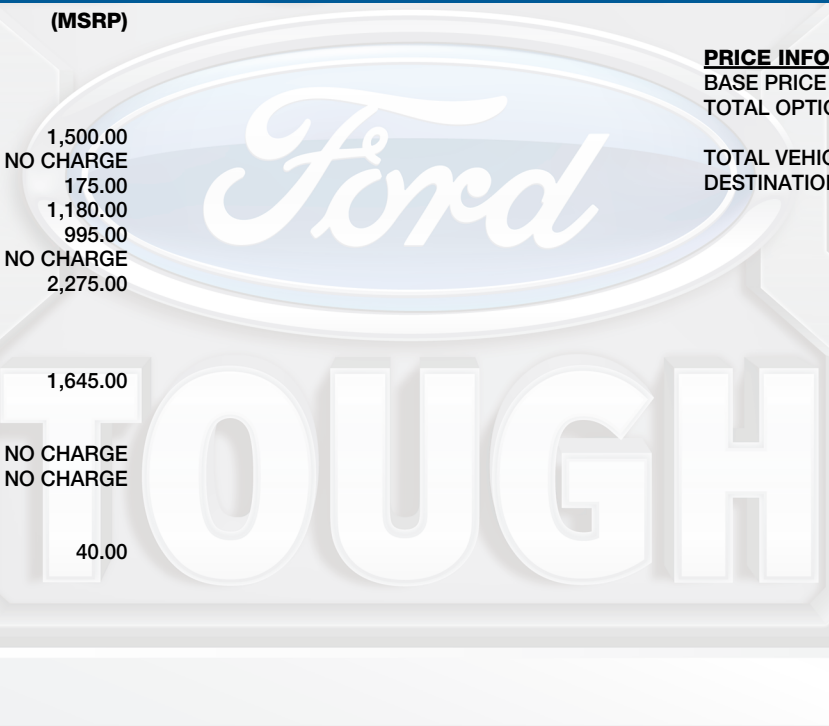 (MSRP)
1,500.00
NO CHARGE
175.00
1,180.00
995.00
NO CHARGE
2,275.00
1,645.00
NO CHARGE
NO CHARGE
40.00
PRICE INFO
BASE PRICE
TOTAL OPTIO
TOTAL VEHIC
DESTINATION
Ford
TOUGH